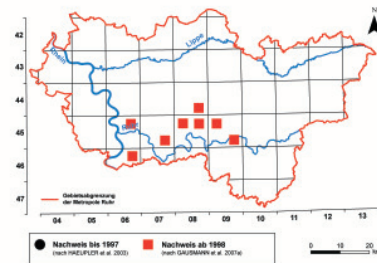 N
42
43
44
45
46
47
Rhein
Lippe
Ruhr
Gebietsabgrenzung
der Metropole Ruhr
04 05 06 07 08 09 10 11 12 13
Nachweis bis 1997
(nach HAEUPLER et al. 2003)
Nachweis ab 1998
(nach GAUSMANN et al. 2007a)
0 10 20